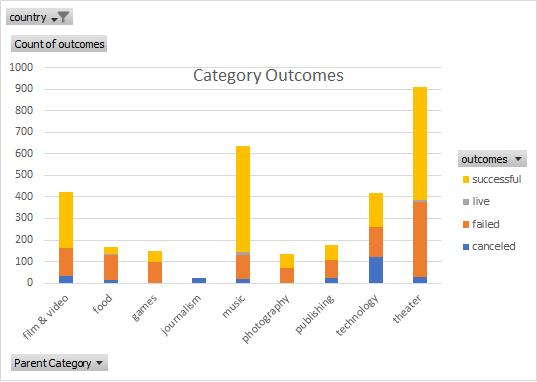 country
Count of outcomes
Category Outcomes
1000
900
800
700
600
500
400
300
200
100
0
film & video
food
games
journalism
music
photography
publishing
technology
theater
outcomes
successful
live
failed
canceled
Parent Category